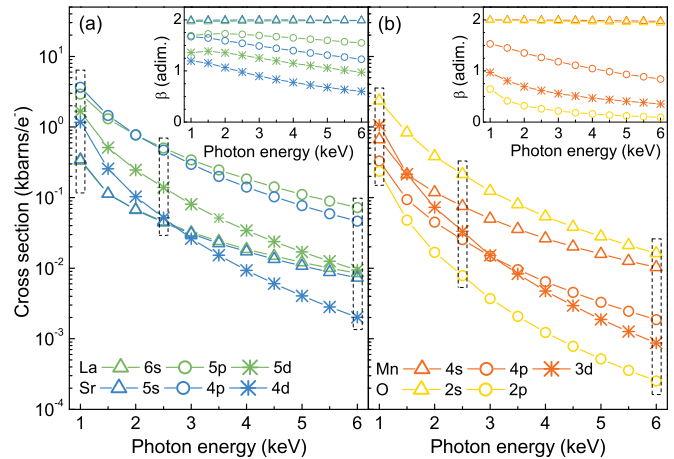 (a)
(b)
Cross section (kbarns/e⁻)
10¹
10⁰
10⁻¹
10⁻²
10⁻³
10⁻⁴
1 2 3 4 5 6
Photon energy (keV)
1 2 3 4 5 6
Photon energy (keV)
β (adim.)
2
1
0
1 2 3 4 5 6
Photon energy (keV)
β (adim.)
2
1
0
1 2 3 4 5 6
Photon energy (keV)
La 6s 5p 5d
Sr 5s 4p 4d
Mn 4s 4p 3d
O 2s 2p